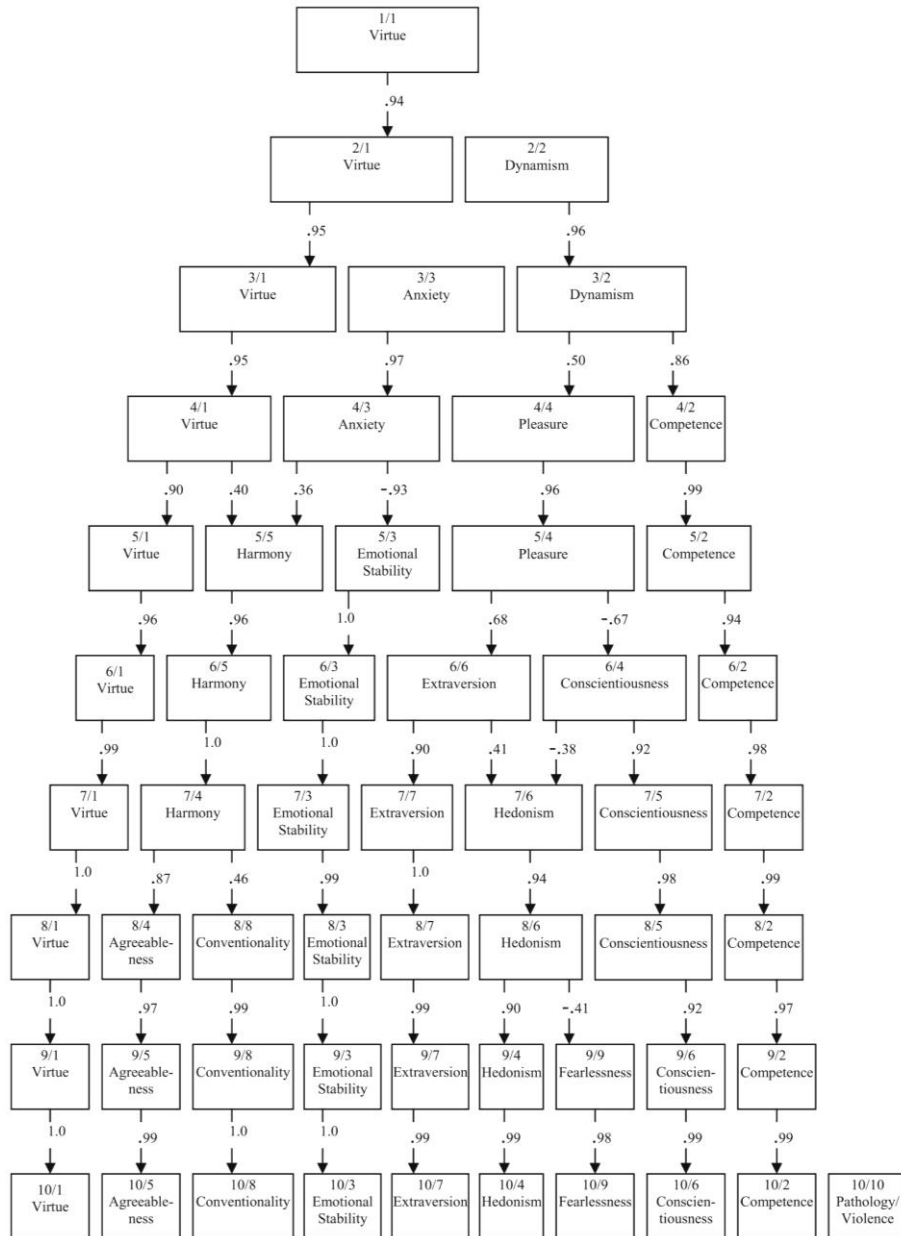 1/1
Virtue
.94
2/1
Virtue
2/2
Dynamism
.95
.96
3/1
Virtue
3/3
Anxiety
3/2
Dynamism
.95
.97
.50
.86
4/1
Virtue
4/3
Anxiety
4/4
Pleasure
4/2
Competence
.90
.40
.36
-.93
.96
.99
5/1
Virtue
5/5
Harmony
5/3
Emotional
Stability
5/4
Pleasure
5/2
Competence
.96
.96
1.0
.68
-.67
.94
6/1
Virtue
6/5
Harmony
6/3
Emotional
Stability
6/6
Extraversion
6/4
Conscientiousness
6/2
Competence
.99
1.0
1.0
.90
.41
-.38
.92
.98
7/1
Virtue
7/4
Harmony
7/3
Emotional
Stability
7/7
Extraversion
7/6
Hedonism
7/5
Conscientiousness
7/2
Competence
1.0
.87
.46
.99
1.0
.94
.98
.99
8/1
Virtue
8/4
Agreeable-
ness
8/8
Conventionality
8/3
Emotional
Stability
8/7
Extraversion
8/6
Hedonism
8/5
Conscientiousness
8/2
Competence
1.0
.97
.99
1.0
.99
.90
-.41
.92
.97
9/1
Virtue
9/5
Agreeable-
ness
9/8
Conventionality
9/3
Emotional
Stability
9/7
Extraversion
9/4
Hedonism
9/9
Fearlessness
9/6
Conscien-
tiousness
9/2
Competence
1.0
.99
1.0
1.0
.99
.99
.98
.99
.99
10/1
Virtue
10/5
Agreeable-
ness
10/8
Conventionality
10/3
Emotional
Stability
10/7
Extraversion
10/4
Hedonism
10/9
Fearlessness
10/6
Conscien-
tiousness
10/2
Competence
10/10
Pathology/
Violence